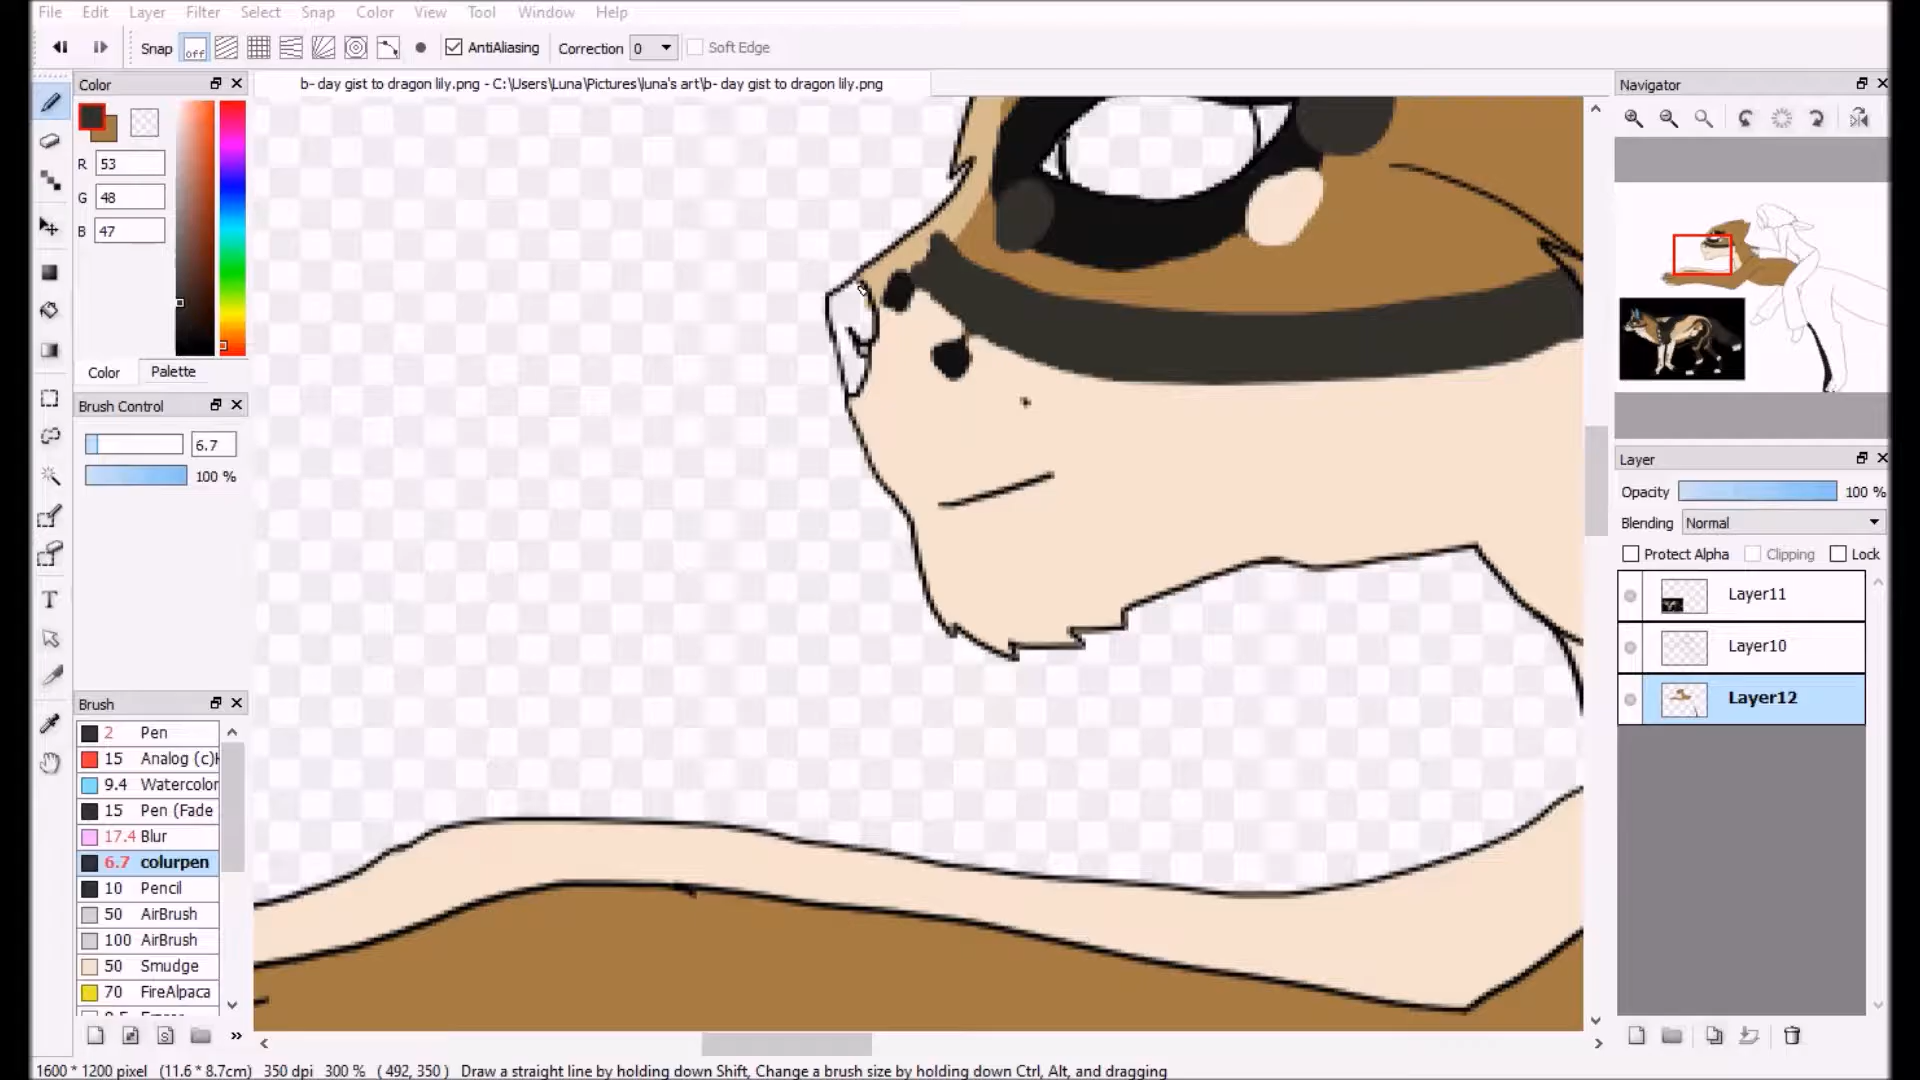 File Edit Layer Filter Select Snap Color View Tool Window Help
Snap off AntiAliasing Correction 0 Soft Edge
Color
b- day gist to dragon lily.png - C:\Users\Luna\Pictures\luna's art\b- day gist to dragon lily.png
Navigator
R 53
G 48
B 47
Color Palette
Brush Control
6.7
100 %
Layer
Opacity 100 %
Blending Normal
Protect Alpha Clipping Lock
Layer11
Layer10
Layer12
Brush
2 Pen
15 Analog (c)
9.4 Watercolor
15 Pen (Fade
17.4 Blur
6.7 colurpen
10 Pencil
50 AirBrush
100 AirBrush
50 Smudge
70 FireAlpaca
T
S
1600 * 1200 pixel (11.6 * 8.7cm) 350 dpi 300 % ( 492, 350 ) Draw a straight line by holding down Shift, Change a brush size by holding down Ctrl, Alt, and dragging